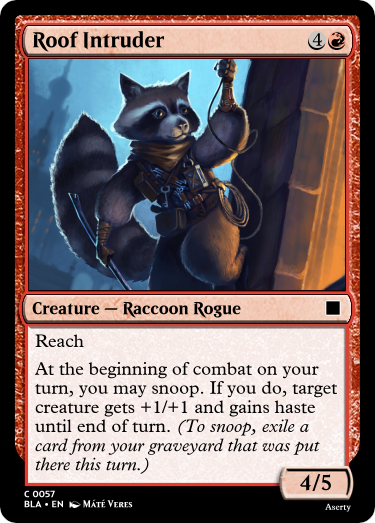 Roof Intruder 4
Creature — Raccoon Rogue
Reach
At the beginning of combat on your
turn, you may snoop. If you do, target
creature gets +1/+1 and gains haste
until end of turn. (To snoop, exile a
card from your graveyard that was put
there this turn.)
4/5
C 0057
BLA • EN Máté Veres
Aserty